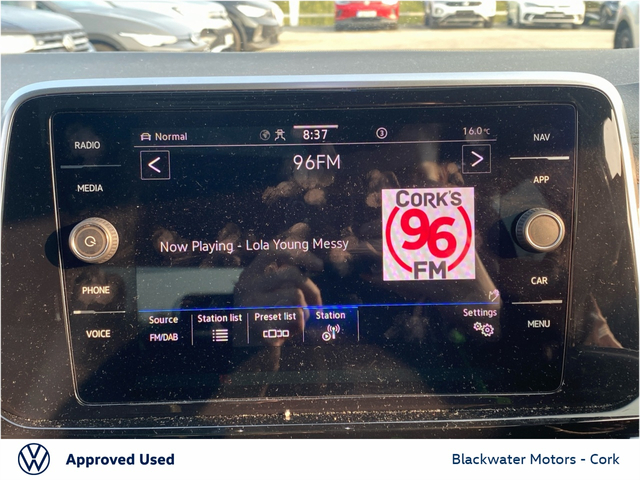 RADIO
MEDIA
PHONE
VOICE
Normal
8:37
3
16.0°C
<
96FM
>
Now Playing - Lola Young Messy
CORK'S
96
FM
Source
FM/DAB
Station list
Preset list
Station
Settings
NAV
APP
CAR
MENU
Approved Used
Blackwater Motors - Cork